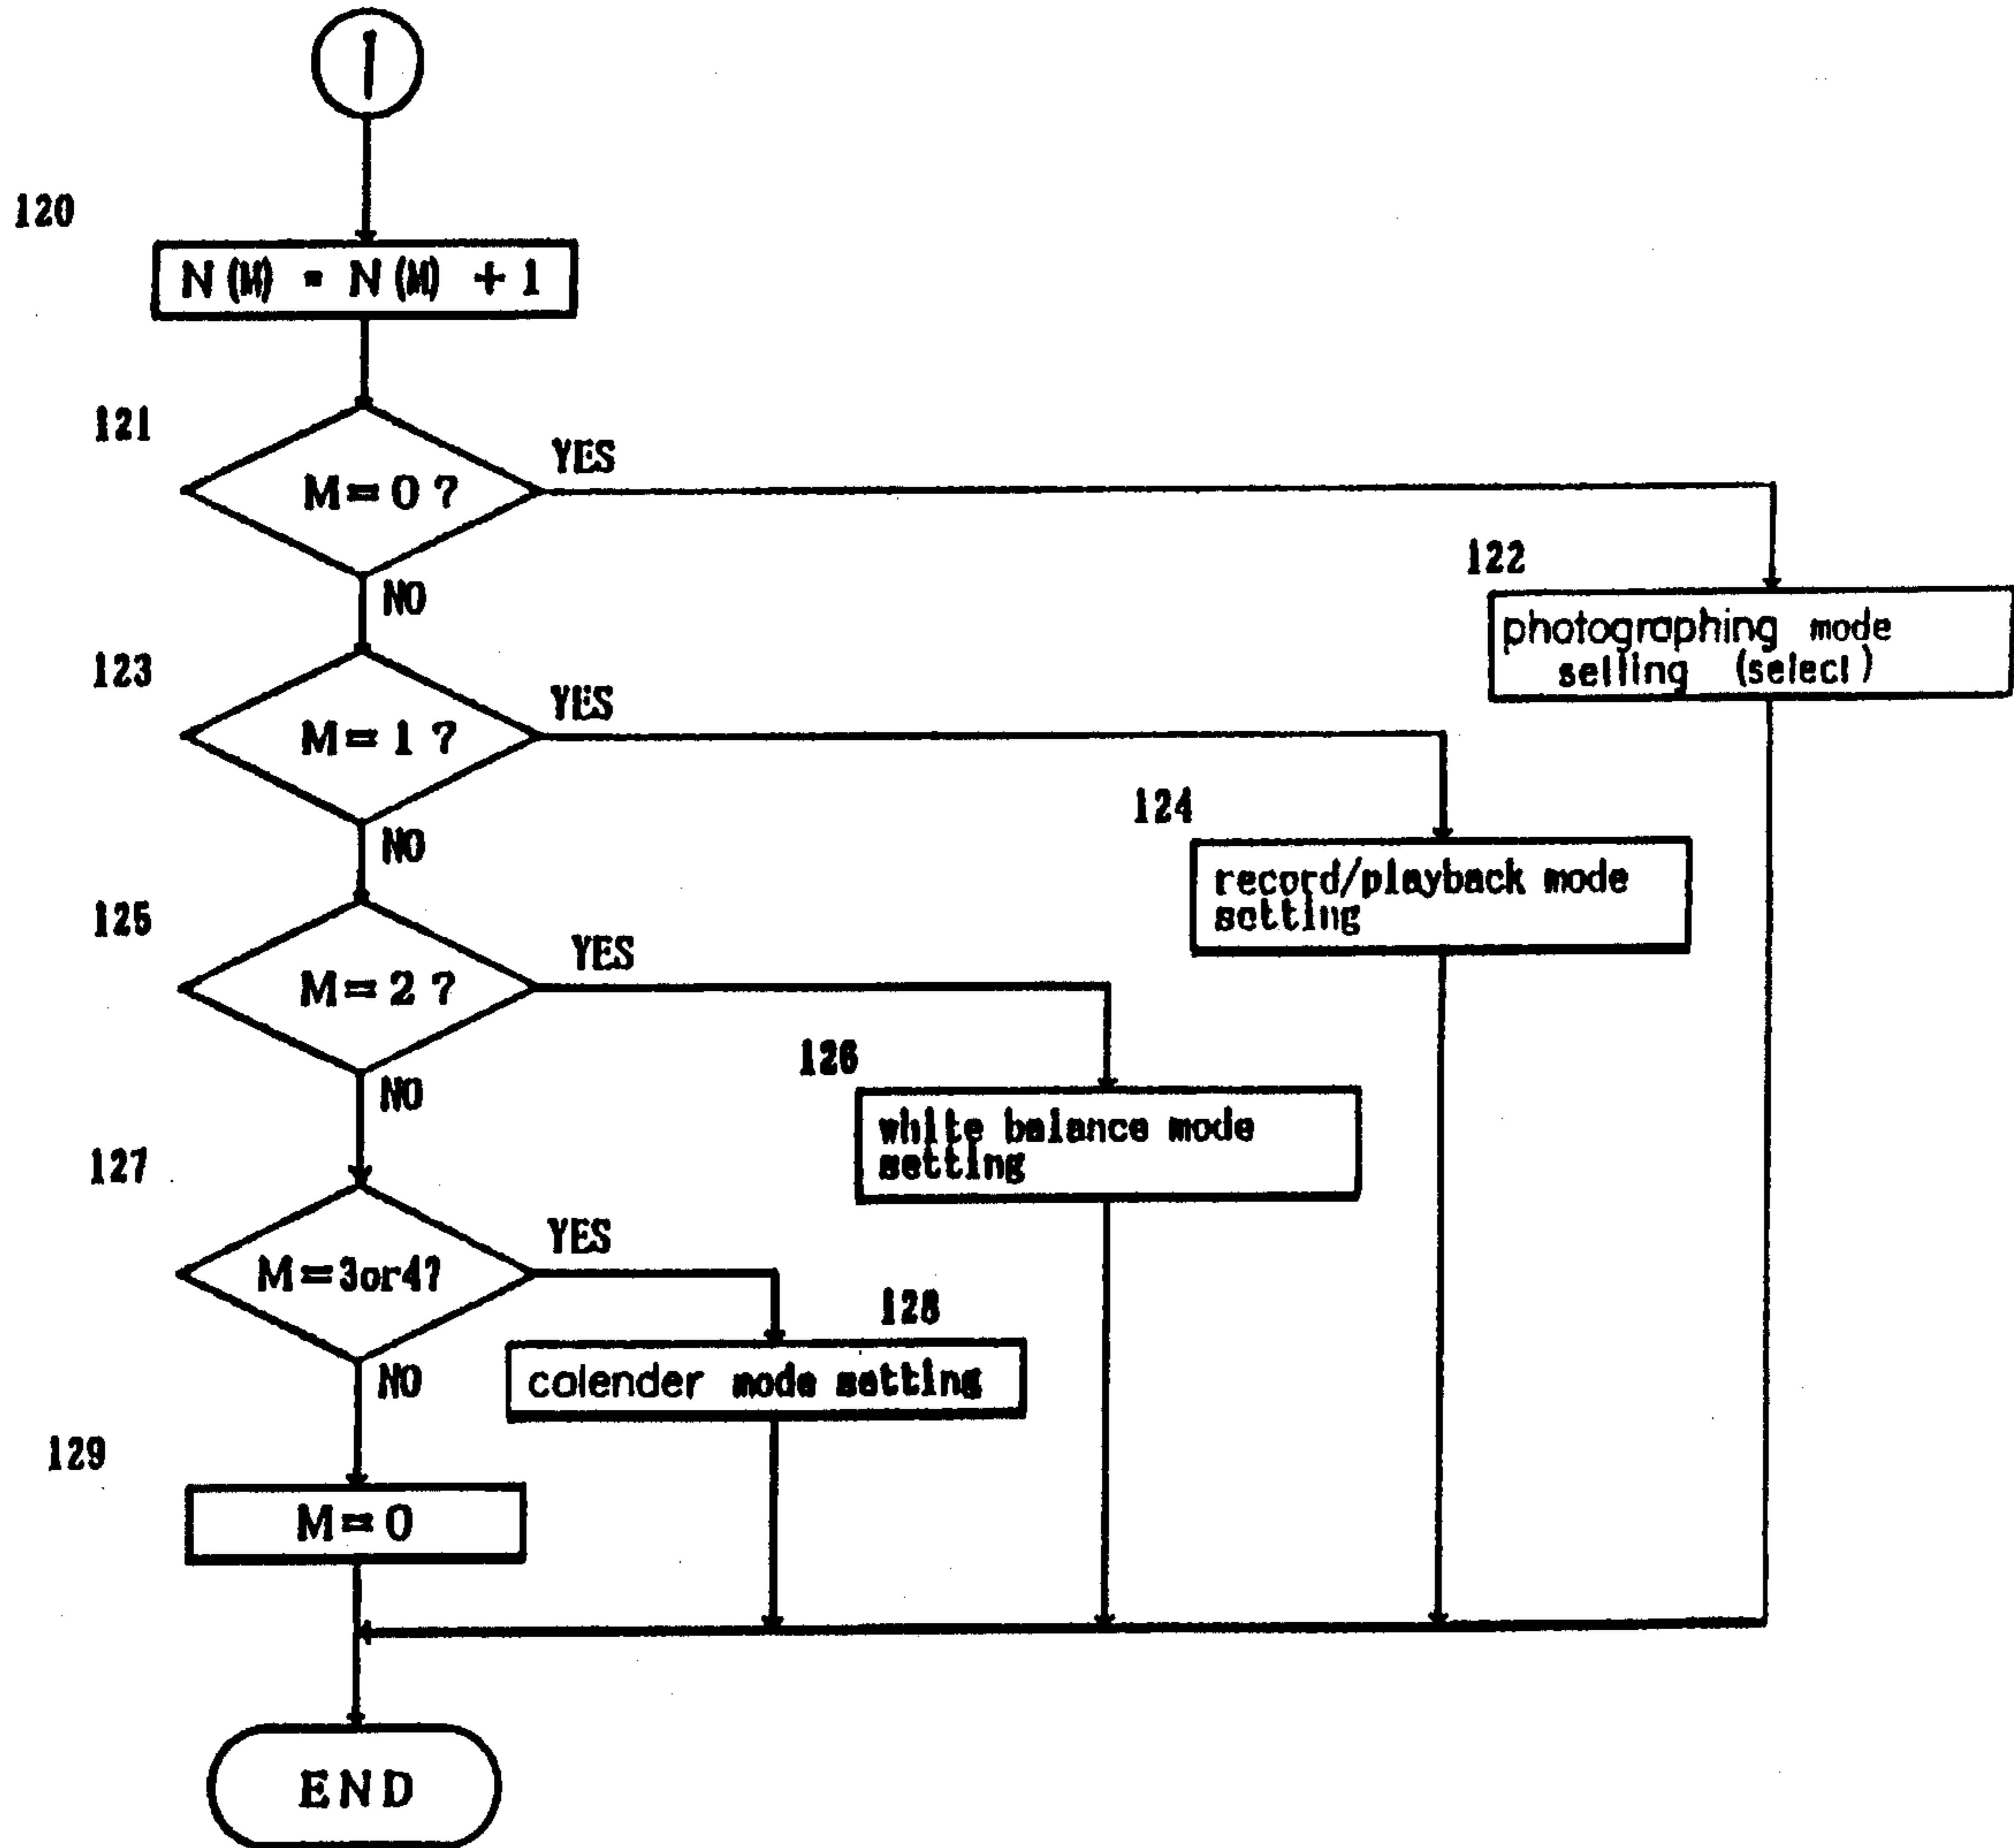 1
120
N(M) = N(M) + 1
121
M=0?
YES
NO
122
photographing mode
setting (select)
123
M=1?
YES
NO
124
record/playback mode
setting
125
M=2?
YES
NO
126
white balance mode
setting
127
M=3or4?
YES
NO
128
calender mode setting
129
M=0
END